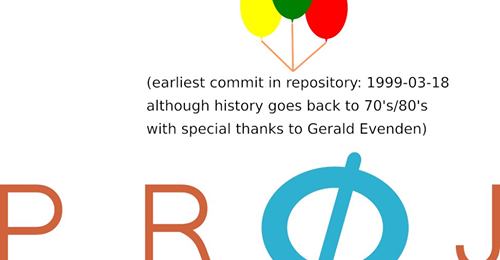 (earliest commit in repository: 1999-03-18
although history goes back to 70's/80's
with special thanks to Gerald Evenden)
PRØJ